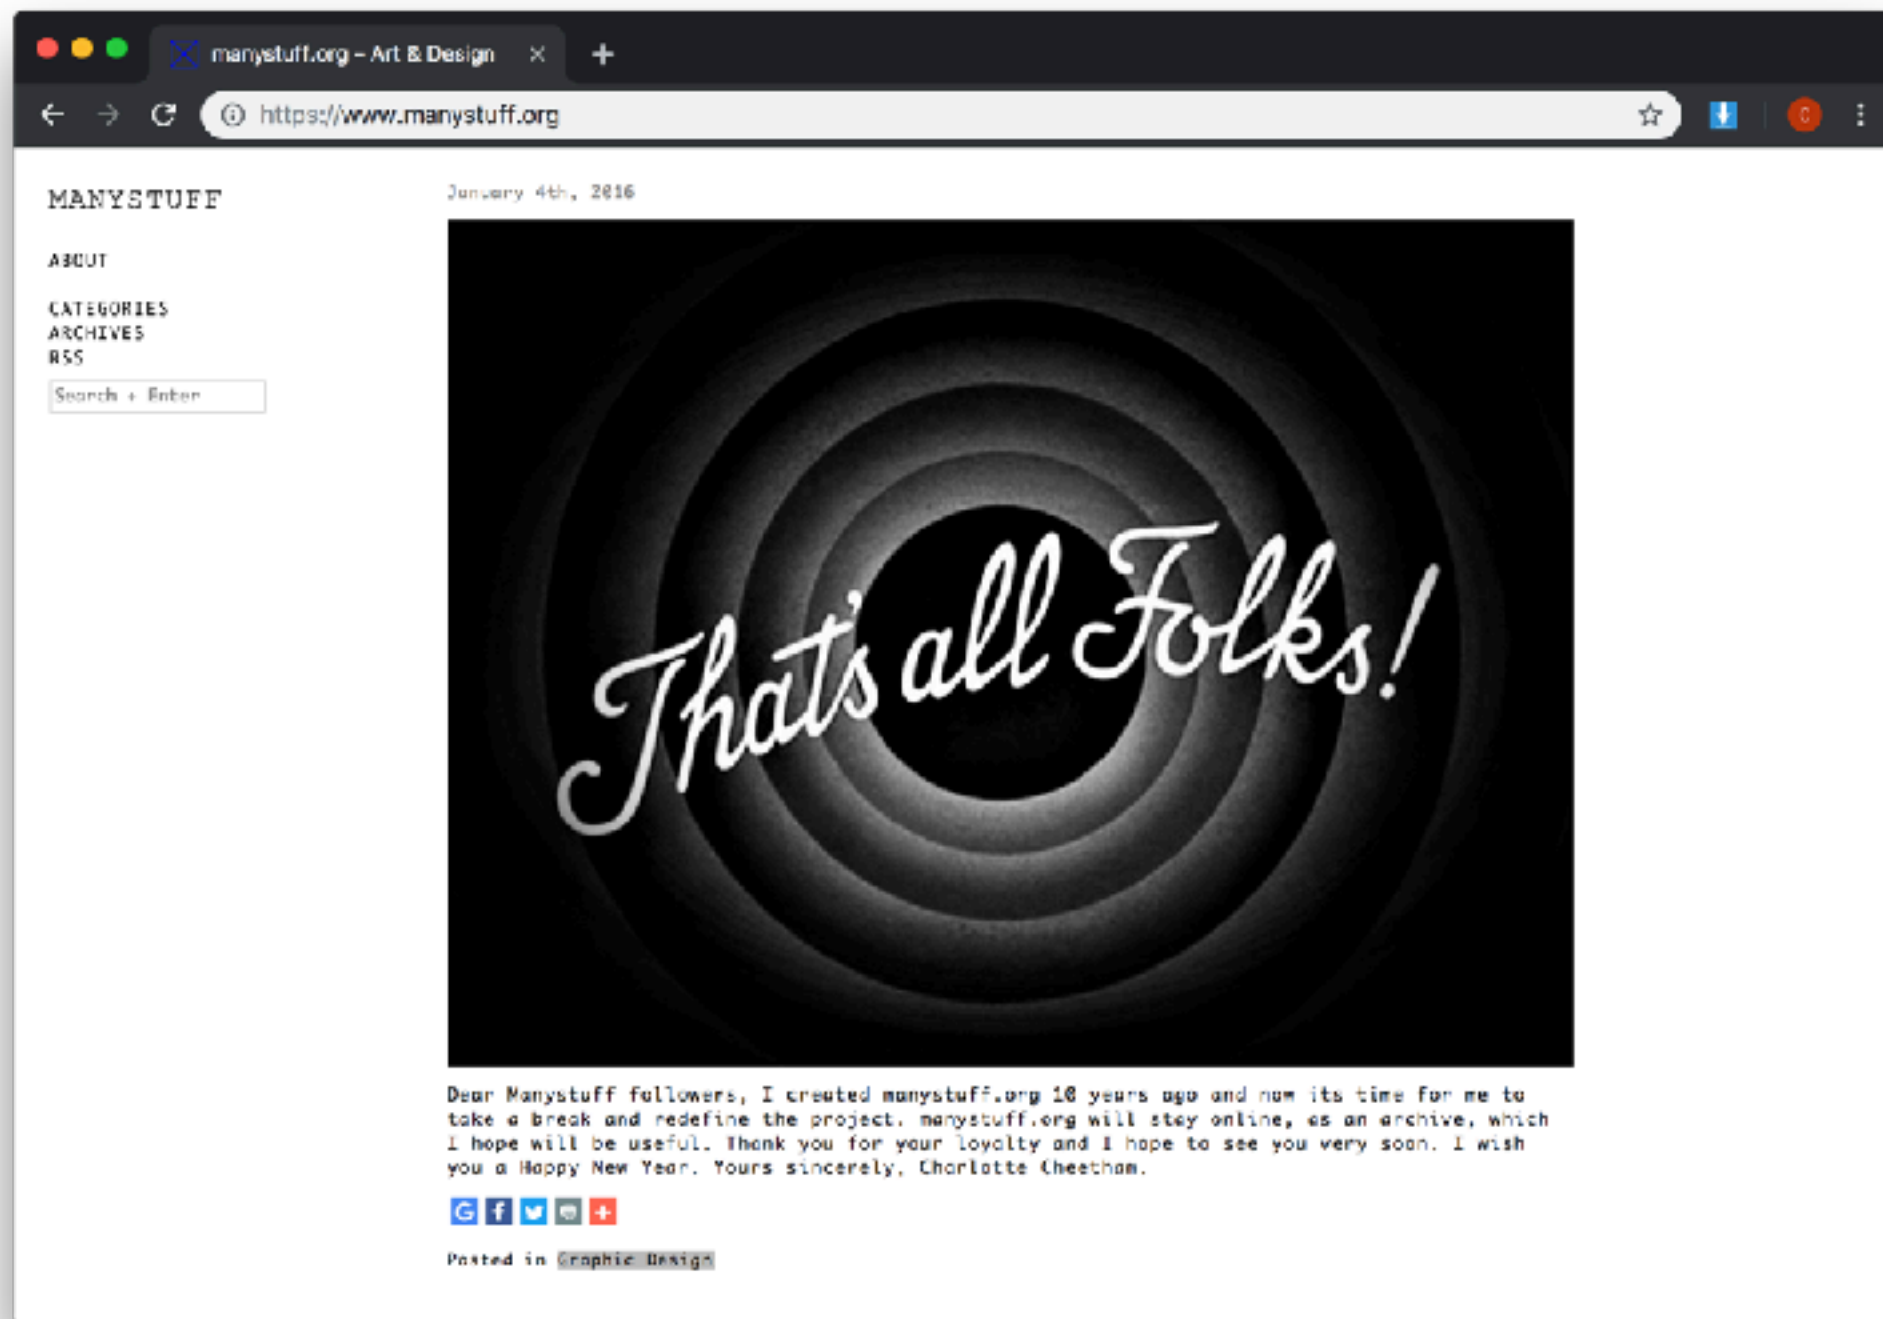 manystuff.org – Art & Design
https://www.manystuff.org
MANYSTUFF
ABOUT
CATEGORIES
ARCHIVES
RSS
Search + Enter
January 4th, 2016
That's all Folks!
Dear Manystuff followers, I created manystuff.org 10 years ago and now its time for me to
take a break and redefine the project. manystuff.org will stay online, as an archive, which
I hope will be useful. Thank you for your loyalty and I hope to see you very soon. I wish
you a Happy New Year. Yours sincerely, Charlotte Cheetham.
Posted in Graphic Design